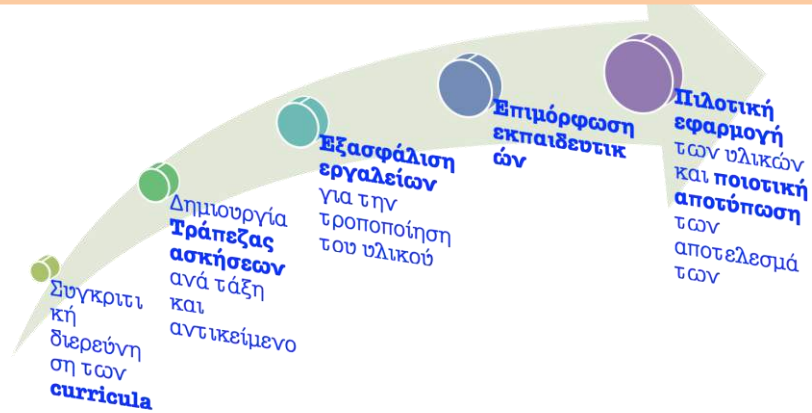 Συγκριτι
κή
διερεύνη
ση των
curricula
Δημιουργία
Τράπεζας
ασκήσεων
ανά τάξη
και
αντικείμενο
Εξασφάλιση
εργαλείων
για την
τροποποίηση
του υλικού
Επιμόρφωση
εκπαιδευτικ
ών
Πιλοτική
εφαρμογή
των υλικών
και ποιοτική
αποτύπωση
των
αποτελεσμά
των